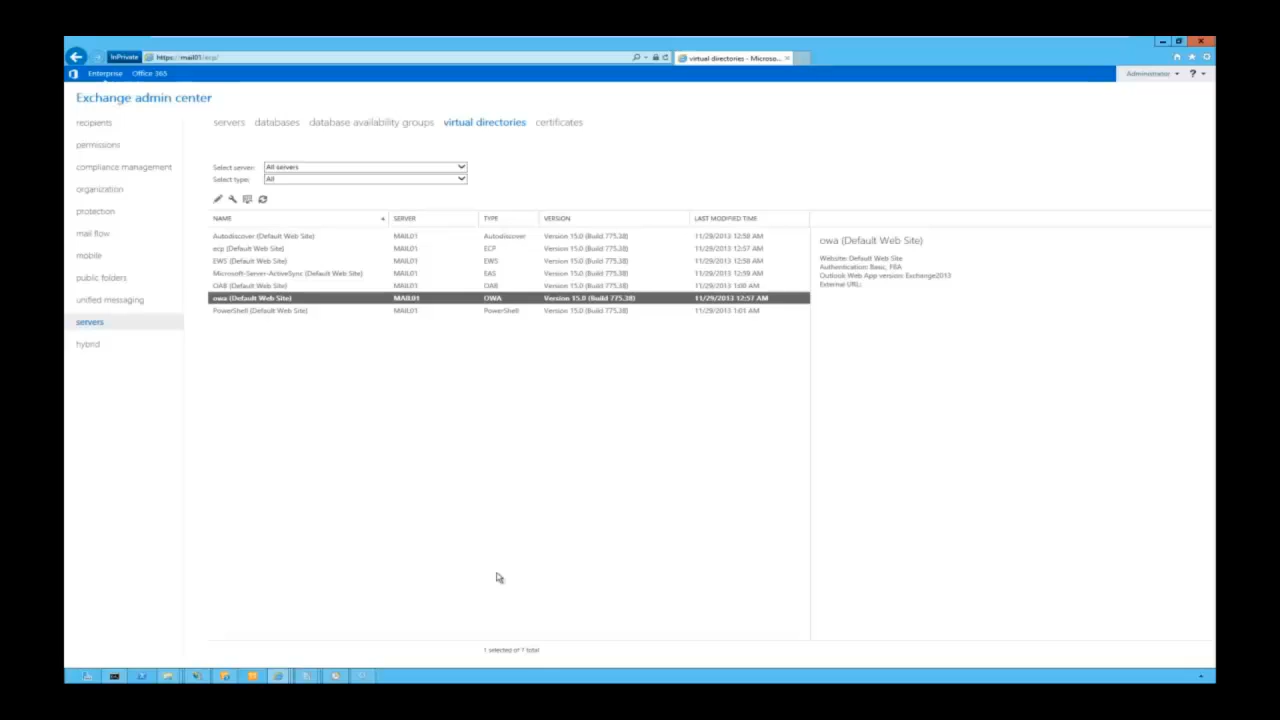 InPrivate https://mail01/ecp/ virtual directories - Microso...
Enterprise Office 365 Administrator ?
Exchange admin center
recipients
permissions
compliance management
organization
protection
mail flow
mobile
public folders
unified messaging
servers
hybrid
servers databases database availability groups virtual directories certificates
Select server: All servers
Select type: All
NAME SERVER TYPE VERSION LAST MODIFIED TIME
Autodiscover (Default Web Site) MAIL01 Autodiscover Version 15.0 (Build 775.38) 11/29/2013 12:58 AM
ecp (Default Web Site) MAIL01 ECP Version 15.0 (Build 775.38) 11/29/2013 12:57 AM
EWS (Default Web Site) MAIL01 EWS Version 15.0 (Build 775.38) 11/29/2013 12:58 AM
Microsoft-Server-ActiveSync (Default Web Site) MAIL01 EAS Version 15.0 (Build 775.38) 11/29/2013 12:59 AM
OAB (Default Web Site) MAIL01 OAB Version 15.0 (Build 775.38) 11/29/2013 1:00 AM
owa (Default Web Site) MAIL01 OWA Version 15.0 (Build 775.38) 11/29/2013 12:57 AM
PowerShell (Default Web Site) MAIL01 PowerShell Version 15.0 (Build 775.38) 11/29/2013 1:01 AM
owa (Default Web Site)
Website: Default Web Site
Authentication: Basic, FBA
Outlook Web App version: Exchange2013
External URL:
1 selected of 7 total